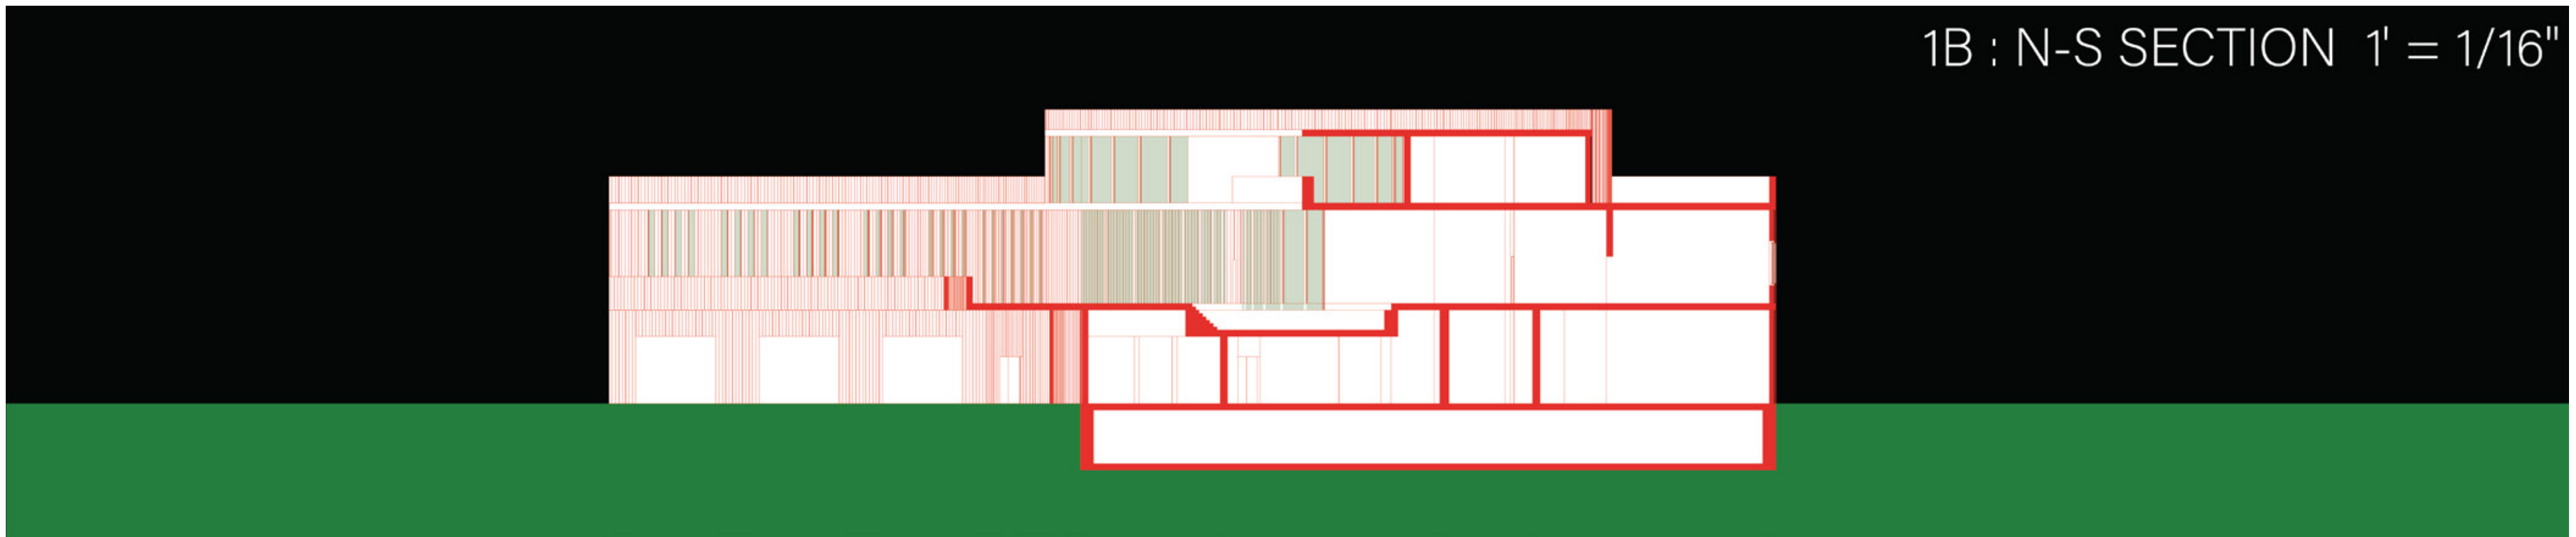 1B : N-S SECTION 1' = 1/16"